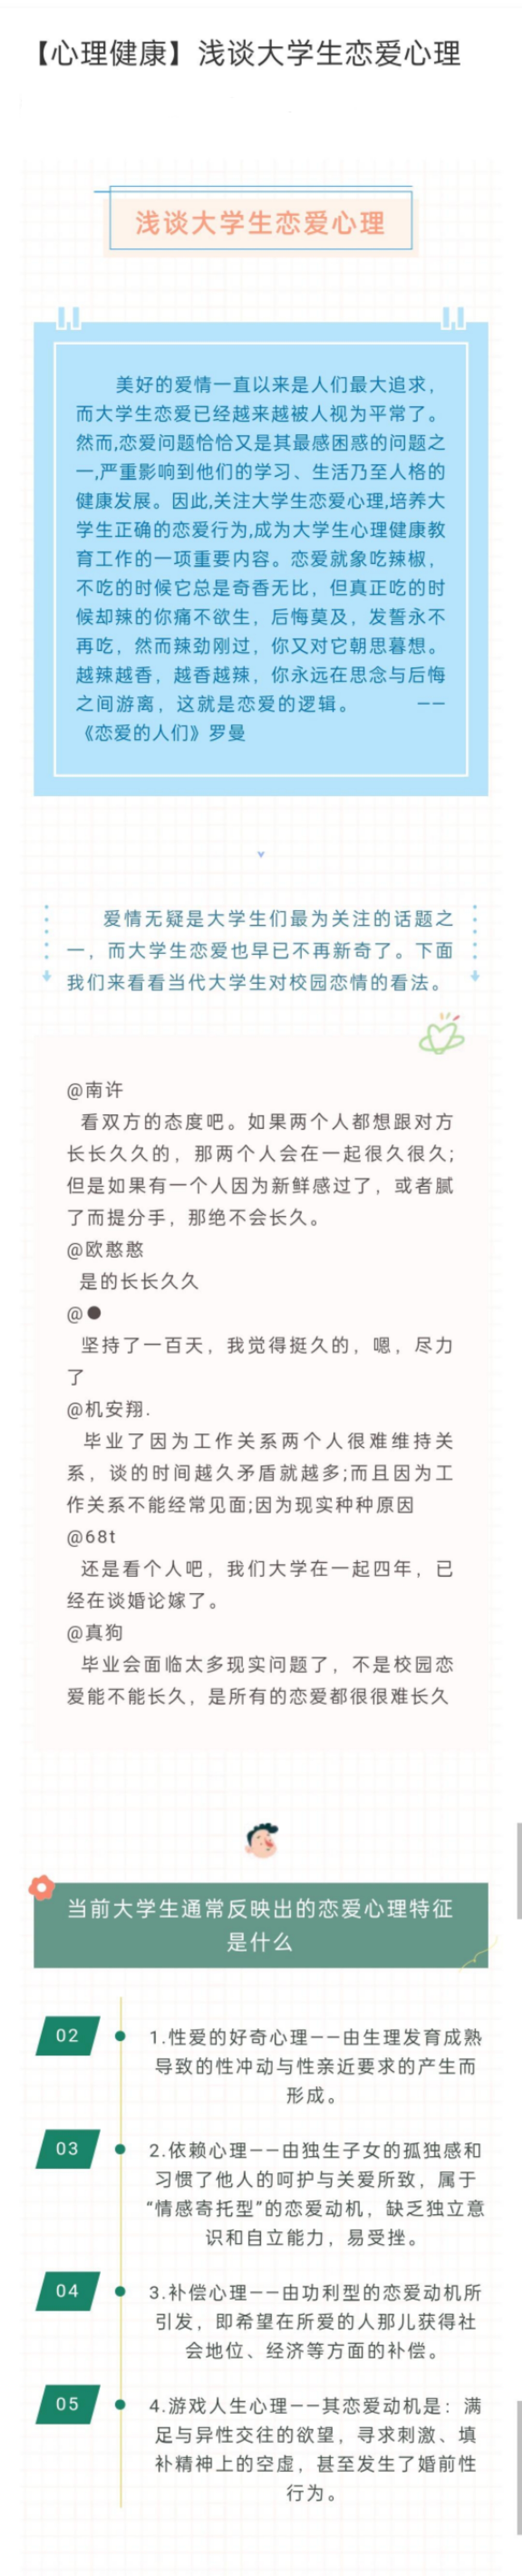 【心理健康】浅谈大学生恋爱心理
浅谈大学生恋爱心理
美好的爱情一直以来是人们最大追求，
而大学生恋爱已经越来越被人视为平常了。
然而,恋爱问题恰恰又是其最感困惑的问题之
一,严重影响到他们的学习、生活乃至人格的
健康发展。因此,关注大学生恋爱心理,培养大
学生正确的恋爱行为,成为大学生心理健康教
育工作的一项重要内容。恋爱就象吃辣椒，
不吃的时候它总是奇香无比，但真正吃的时
候却辣的你痛不欲生，后悔莫及，发誓永不
再吃，然而辣劲刚过，你又对它朝思暮想。
越辣越香，越香越辣，你永远在思念与后悔
之间游离，这就是恋爱的逻辑。 ——
《恋爱的人们》罗曼
爱情无疑是大学生们最为关注的话题之
一，而大学生恋爱也早已不再新奇了。下面
我们来看看当代大学生对校园恋情的看法。
@南许
看双方的态度吧。如果两个人都想跟对方
长长久久的，那两个人会在一起很久很久;
但是如果有一个人因为新鲜感过了，或者腻
了而提分手，那绝不会长久。
@欧憨憨
是的长长久久
@●
坚持了一百天，我觉得挺久的，嗯，尽力
了
@机安翔.
毕业了因为工作关系两个人很难维持关
系，谈的时间越久矛盾就越多;而且因为工
作关系不能经常见面;因为现实种种原因
@68t
还是看个人吧，我们大学在一起四年，已
经在谈婚论嫁了。
@真狗
毕业会面临太多现实问题了，不是校园恋
爱能不能长久，是所有的恋爱都很很难长久
当前大学生通常反映出的恋爱心理特征
是什么
02
1.性爱的好奇心理——由生理发育成熟
导致的性冲动与性亲近要求的产生而
形成。
03
2.依赖心理——由独生子女的孤独感和
习惯了他人的呵护与关爱所致，属于
“情感寄托型”的恋爱动机，缺乏独立意
识和自立能力，易受挫。
04
3.补偿心理——由功利型的恋爱动机所
引发，即希望在所爱的人那儿获得社
会地位、经济等方面的补偿。
05
4.游戏人生心理——其恋爱动机是：满
足与异性交往的欲望，寻求刺激、填
补精神上的空虚，甚至发生了婚前性
行为。